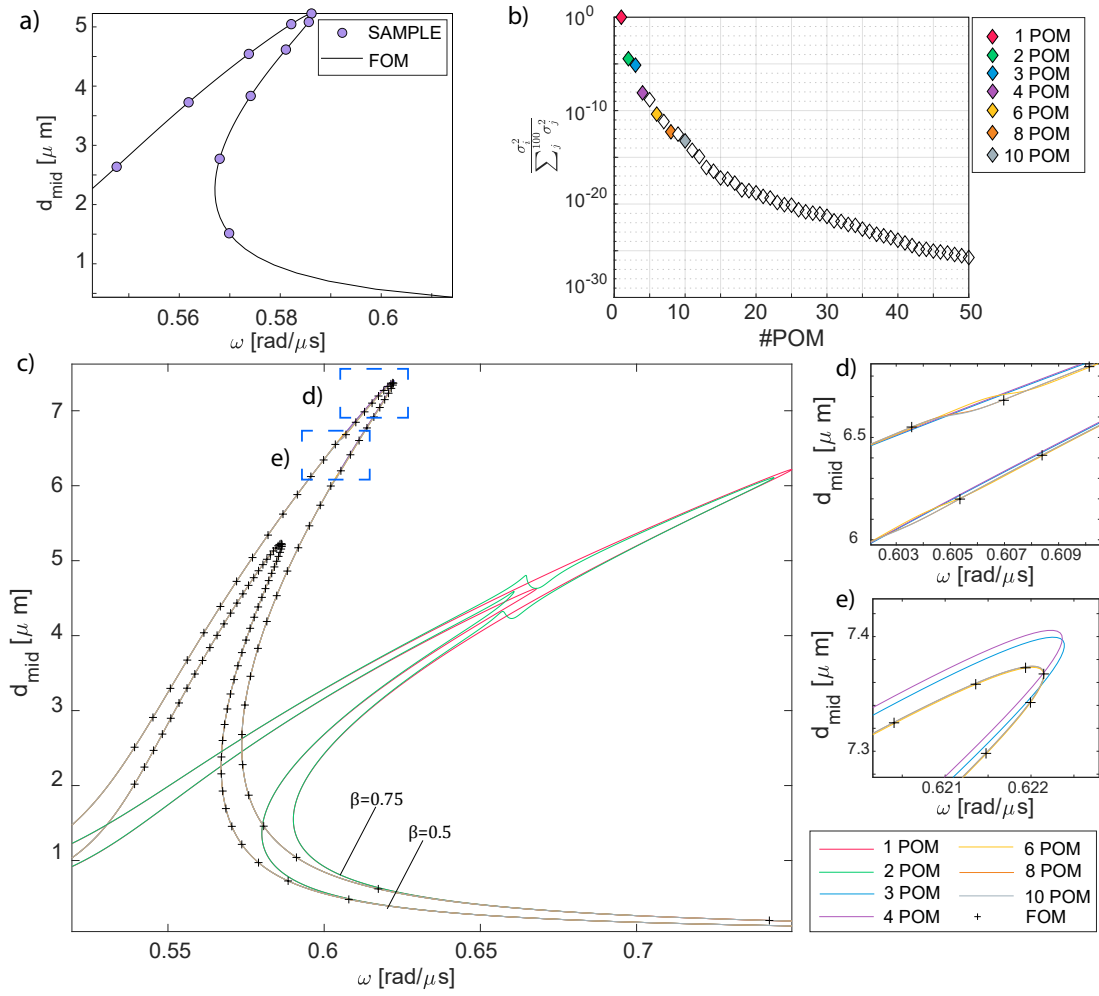 a)
5
4
3
2
1
d_mid [μ m]
0.56
0.58
0.6
ω [rad/μs]
SAMPLE
FOM
b)
10^0
10^-10
10^-20
10^-30
σ_i^2
∑_j^100 σ_j^2
0
10
20
30
40
50
#POM
1 POM
2 POM
3 POM
4 POM
6 POM
8 POM
10 POM
c)
7
6
5
4
3
2
1
d_mid [μ m]
d)
e)
β=0.75
β=0.5
0.55
0.6
0.65
0.7
ω [rad/μs]
d)
6.5
6
d_mid [μ m]
0.603
0.605
0.607
0.609
ω [rad/μs]
e)
7.4
7.3
d_mid [μ m]
0.621
0.622
ω [rad/μs]
1 POM
2 POM
3 POM
4 POM
6 POM
8 POM
10 POM
FOM